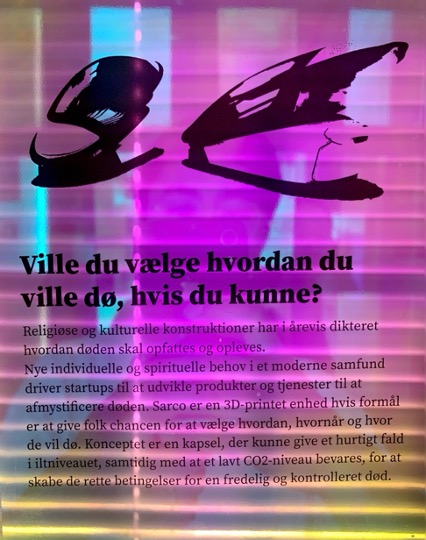 Ville du vælge hvordan du
ville dø, hvis du kunne?
Religiøse og kulturelle konstruktioner har i årevis dikteret
hvordan døden skal opfattes og opleves.
Nye individuelle og spirituelle behov i et moderne samfund
driver startups til at udvikle produkter og tjenester til at
afmystificere døden. Sarco er en 3D-printet enhed hvis formål
er at give folk chancen for at vælge hvordan, hvornår og hvor
de vil dø. Konceptet er en kapsel, der kunne give et hurtigt fald
i iltniveauet, samtidig med at et lavt CO2-niveau bevares, for at
skabe de rette betingelser for en fredelig og kontrolleret død.